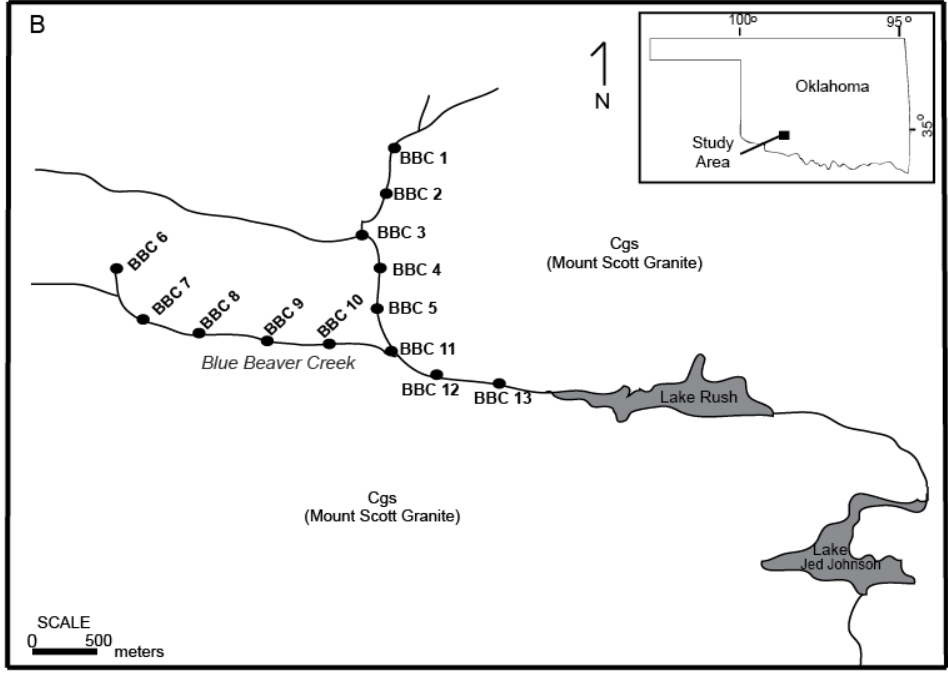 B
100°
95°
N
Oklahoma
35°
Study
Area
BBC 1
BBC 2
BBC 3
Cgs
(Mount Scott Granite)
BBC 6
BBC 4
BBC 7
BBC 8
BBC 9
BBC 10
BBC 5
BBC 11
Blue Beaver Creek
BBC 12
BBC 13
Lake Rush
Cgs
(Mount Scott Granite)
Lake
Jed Johnson
SCALE
0 500
meters